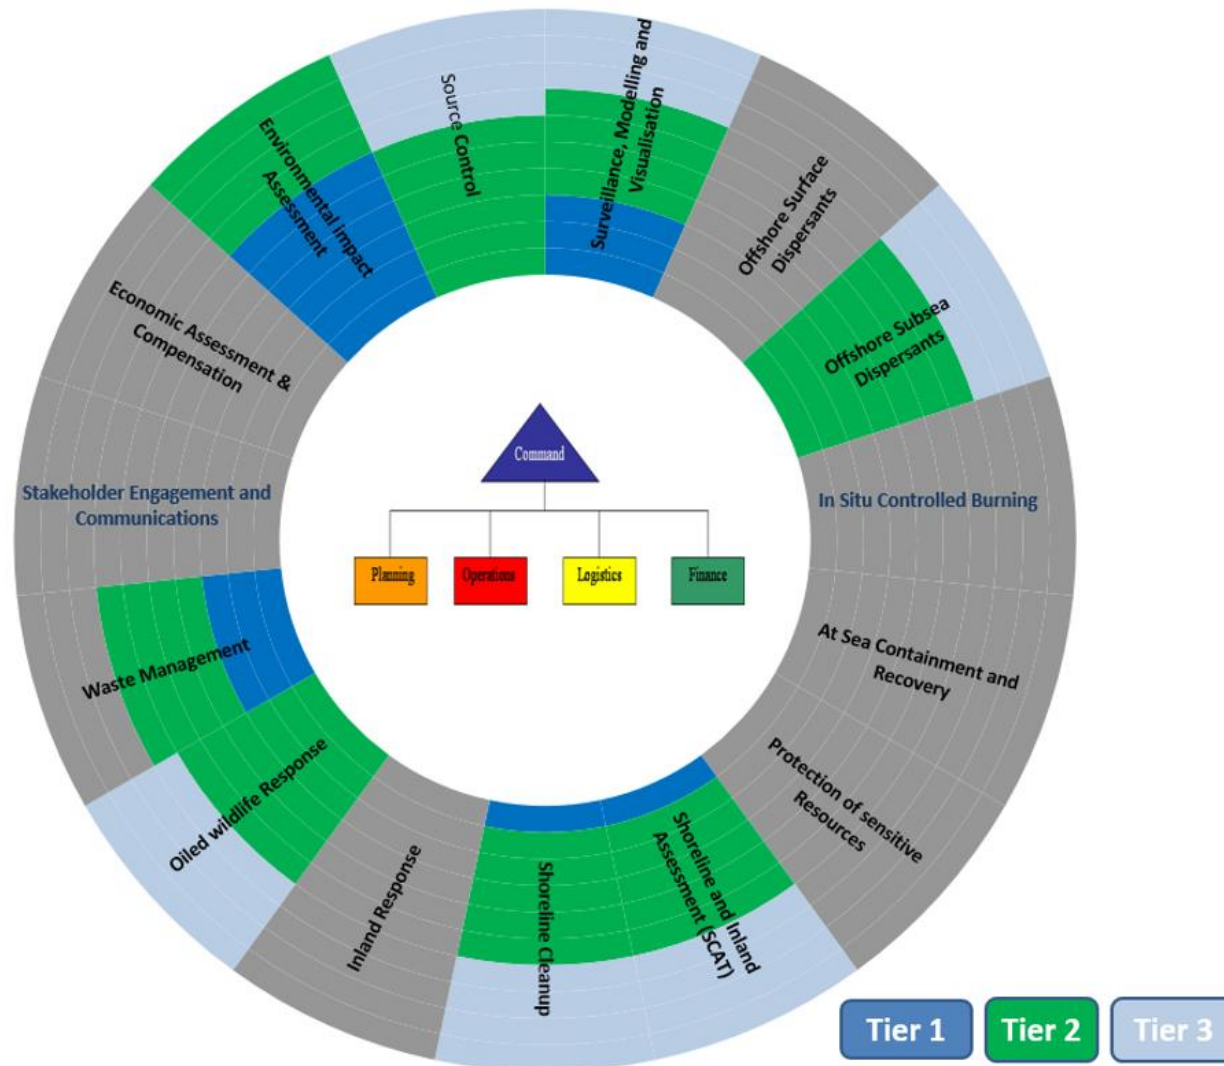 Source Control
Surveillance, Modelling and
Visualisation
Offshore Surface
Dispersants
Offshore Subsea
Dispersants
In Situ Controlled Burning
At Sea Containment and
Recovery
Protection of sensitive
Resources
Shoreline and Inland
Assessment (SCAT)
Shoreline Cleanup
Inland Response
Oiled wildlife Response
Waste Management
Stakeholder Engagement and
Communications
Economic Assessment &
Compensation
Environmental impact
Assessment
Command
Planning
Operations
Logistics
Finance
Tier 1
Tier 2
Tier 3